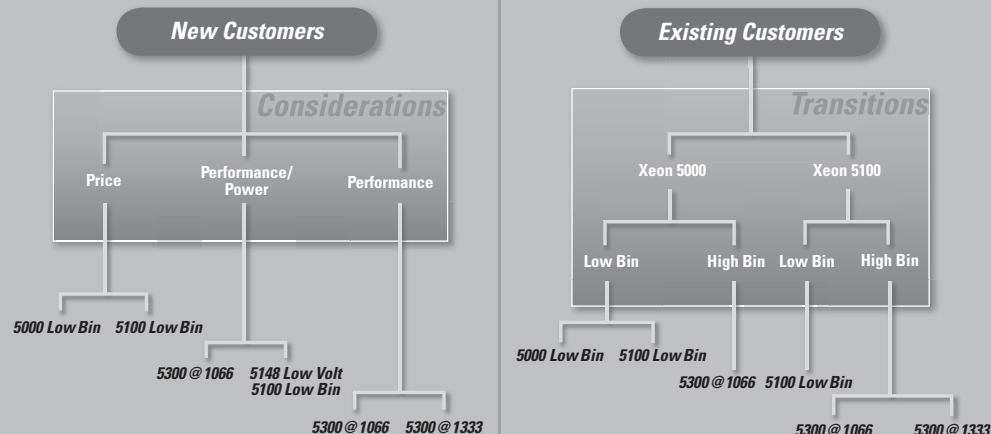 New Customers
Considerations
Price
Performance/
Power
Performance
5000 Low Bin
5100 Low Bin
5300 @ 1066
5148 Low Volt
5100 Low Bin
5300 @ 1066
5300 @ 1333
Existing Customers
Transitions
Xeon 5000
Xeon 5100
Low Bin
High Bin
Low Bin
High Bin
5000 Low Bin
5100 Low Bin
5300 @ 1066
5100 Low Bin
5300 @ 1066
5300 @ 1333